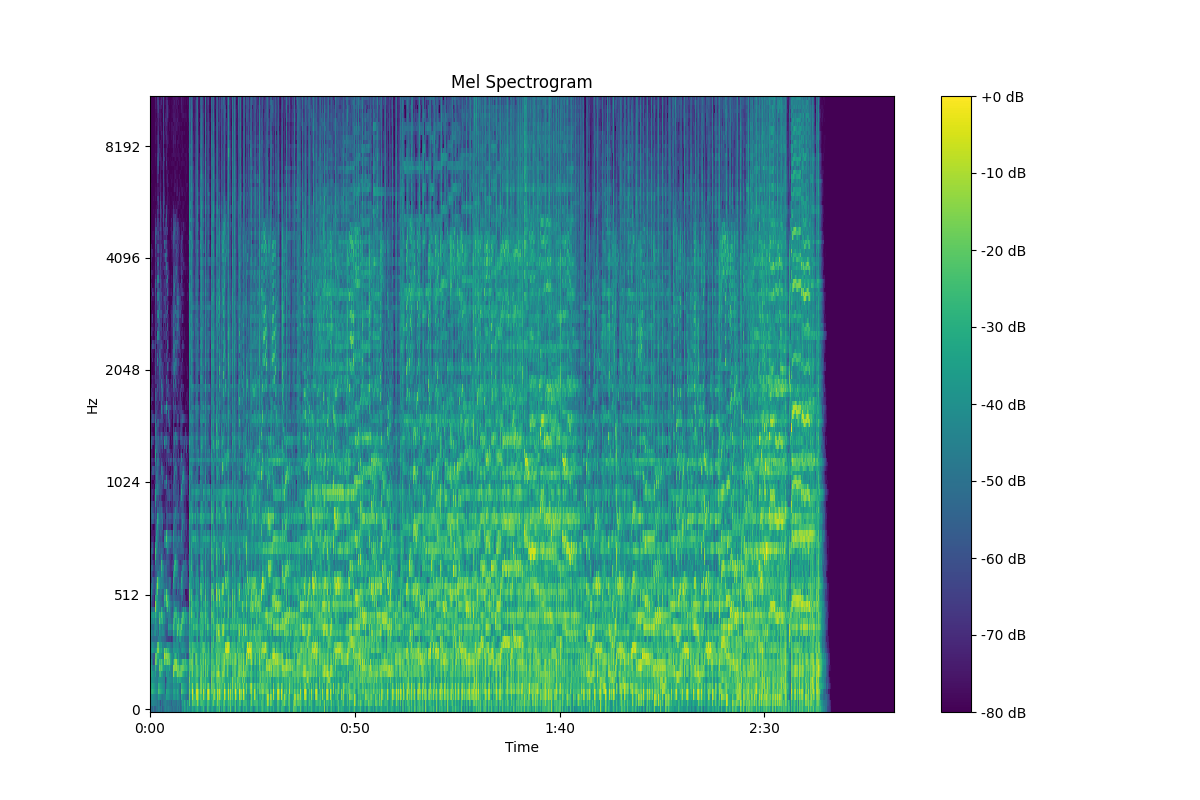 Mel Spectrogram
Hz
8192
4096
2048
1024
512
0
0:00 0:50 1:40 2:30
Time
+0 dB
-10 dB
-20 dB
-30 dB
-40 dB
-50 dB
-60 dB
-70 dB
-80 dB